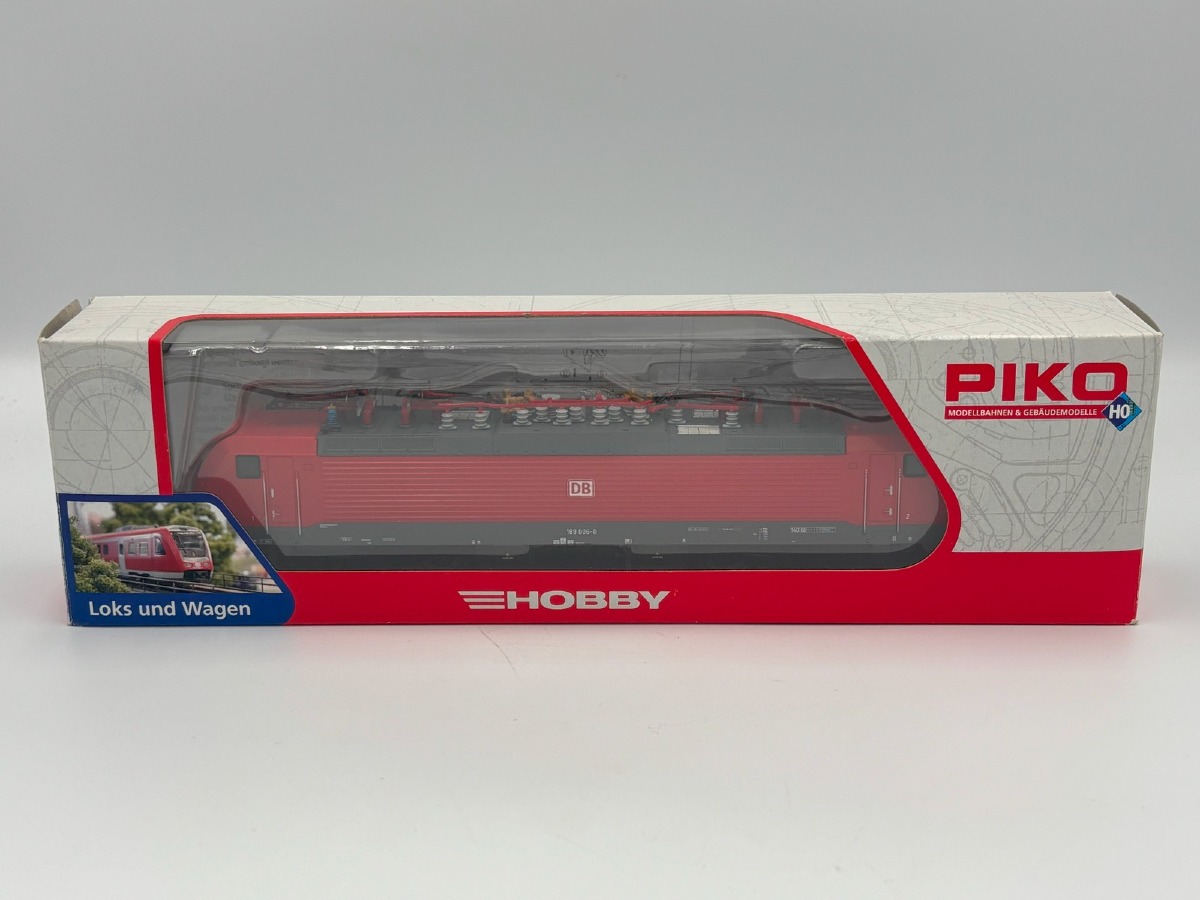 PIKO
MODELLBAHNEN & GEBÄUDEMODELLE
H0
DB
Loks und Wagen
HOBBY